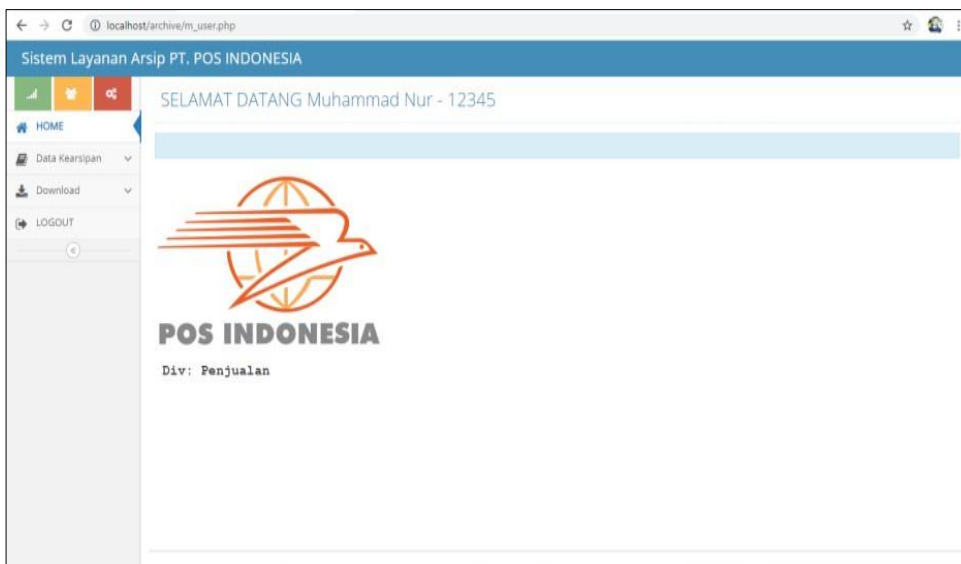 localhost/archive/m_user.php
Sistem Layanan Arsip PT. POS INDONESIA
SELAMAT DATANG Muhammad Nur - 12345
HOME
Data Kearsipan
Download
LOGOUT
POS INDONESIA
Div: Penjualan